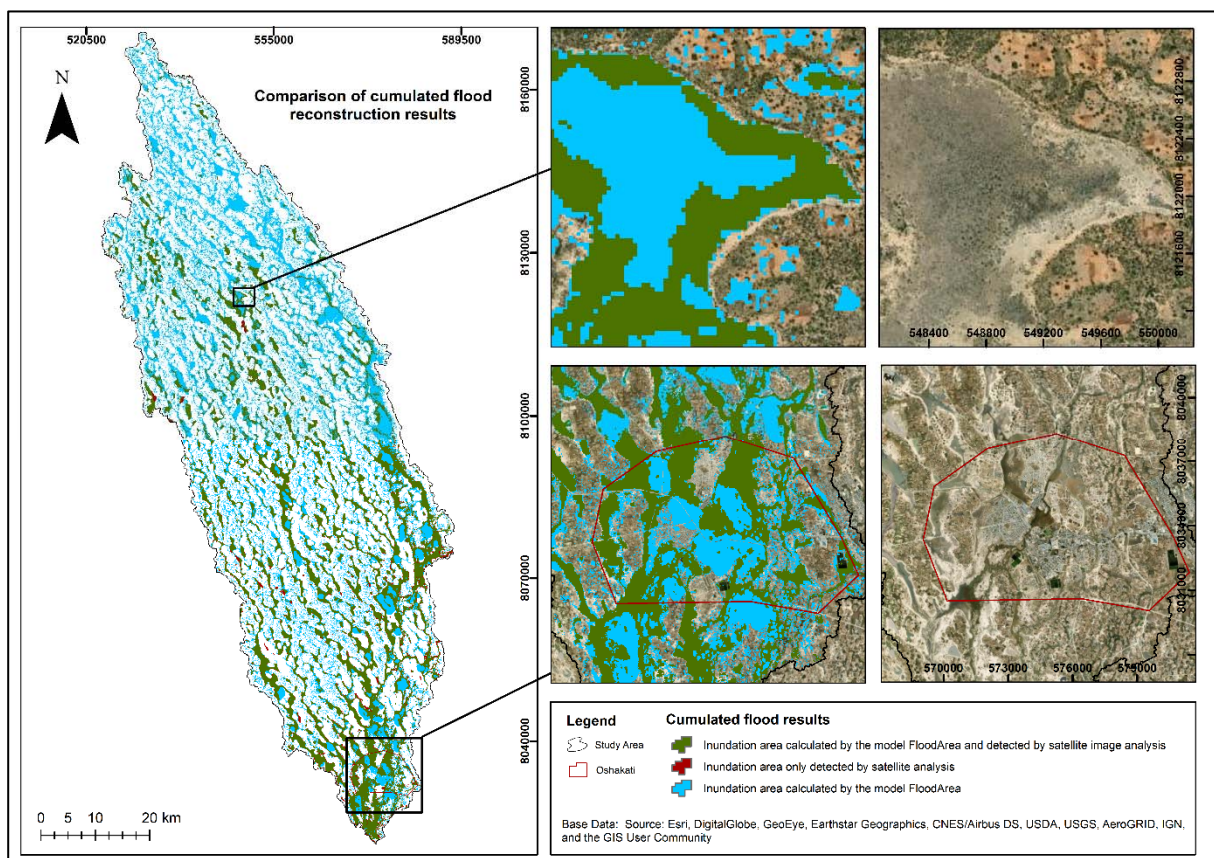 520500 555000 589500
N
Comparison of cumulated flood
reconstruction results
8160000
8130000
8100000
8070000
8040000
0 5 10 20 km
8122800
8122400
8122000
8121600
548400 548800 549200 549600 550000
8040000
8037000
8034000
8031000
570000 573000 576000 579000
Legend
Study Area
Oshakati
Cumulated flood results
Inundation area calculated by the model FloodArea and detected by satellite image analysis
Inundation area only detected by satellite analysis
Inundation area calculated by the model FloodArea
Base Data: Source: Esri, DigitalGlobe, GeoEye, Earthstar Geographics, CNES/Airbus DS, USDA, USGS, AeroGRID, IGN,
and the GIS User Community